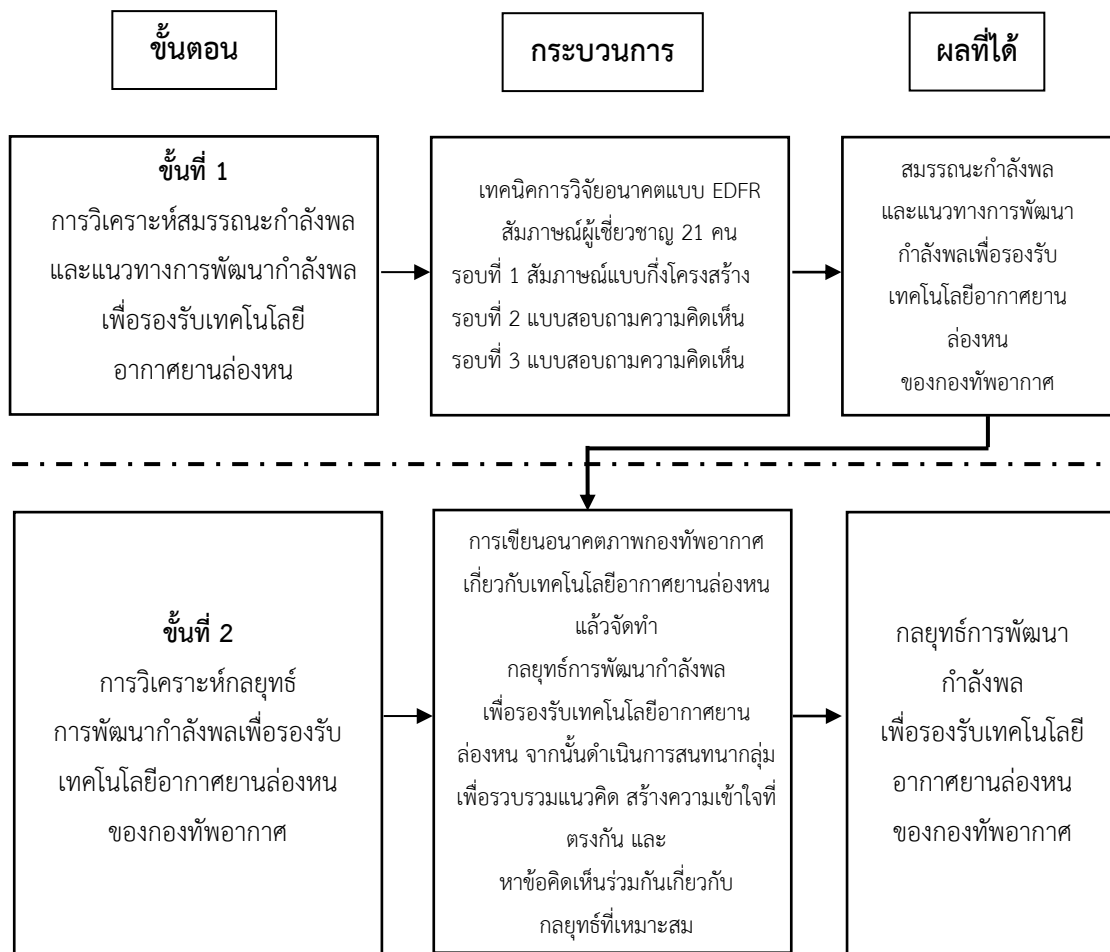 ขั้นตอน
กระบวนการ
ผลที่ได้
ขั้นที่ 1
การวิเคราะห์สมรรถนะกำลังพล
และแนวทางการพัฒนากำลังพล
เพื่อรองรับเทคโนโลยี
อากาศยานล่องหน
เทคนิคการวิจัยอนาคตแบบ EDFR
สัมภาษณ์ผู้เชี่ยวชาญ 21 คน
รอบที่ 1 สัมภาษณ์แบบกึ่งโครงสร้าง
รอบที่ 2 แบบสอบถามความคิดเห็น
รอบที่ 3 แบบสอบถามความคิดเห็น
สมรรถนะกำลังพล
และแนวทางการพัฒนา
กำลังพลเพื่อรองรับ
เทคโนโลยีอากาศยาน
ล่องหน
ของกองทัพอากาศ
ขั้นที่ 2
การวิเคราะห์กลยุทธ์
การพัฒนากำลังพลเพื่อรองรับ
เทคโนโลยีอากาศยานล่องหน
ของกองทัพอากาศ
การเขียนอนาคตภาพกองทัพอากาศ
เกี่ยวกับเทคโนโลยีอากาศยานล่องหน
แล้วจัดทำ
กลยุทธ์การพัฒนากำลังพล
เพื่อรองรับเทคโนโลยีอากาศยาน
ล่องหน จากนั้นดำเนินการสนทนากลุ่ม
เพื่อรวบรวมแนวคิด สร้างความเข้าใจที่
ตรงกัน และ
หาข้อคิดเห็นร่วมกันเกี่ยวกับ
กลยุทธ์ที่เหมาะสม
กลยุทธ์การพัฒนา
กำลังพล
เพื่อรองรับเทคโนโลยี
อากาศยานล่องหน
ของกองทัพอากาศ